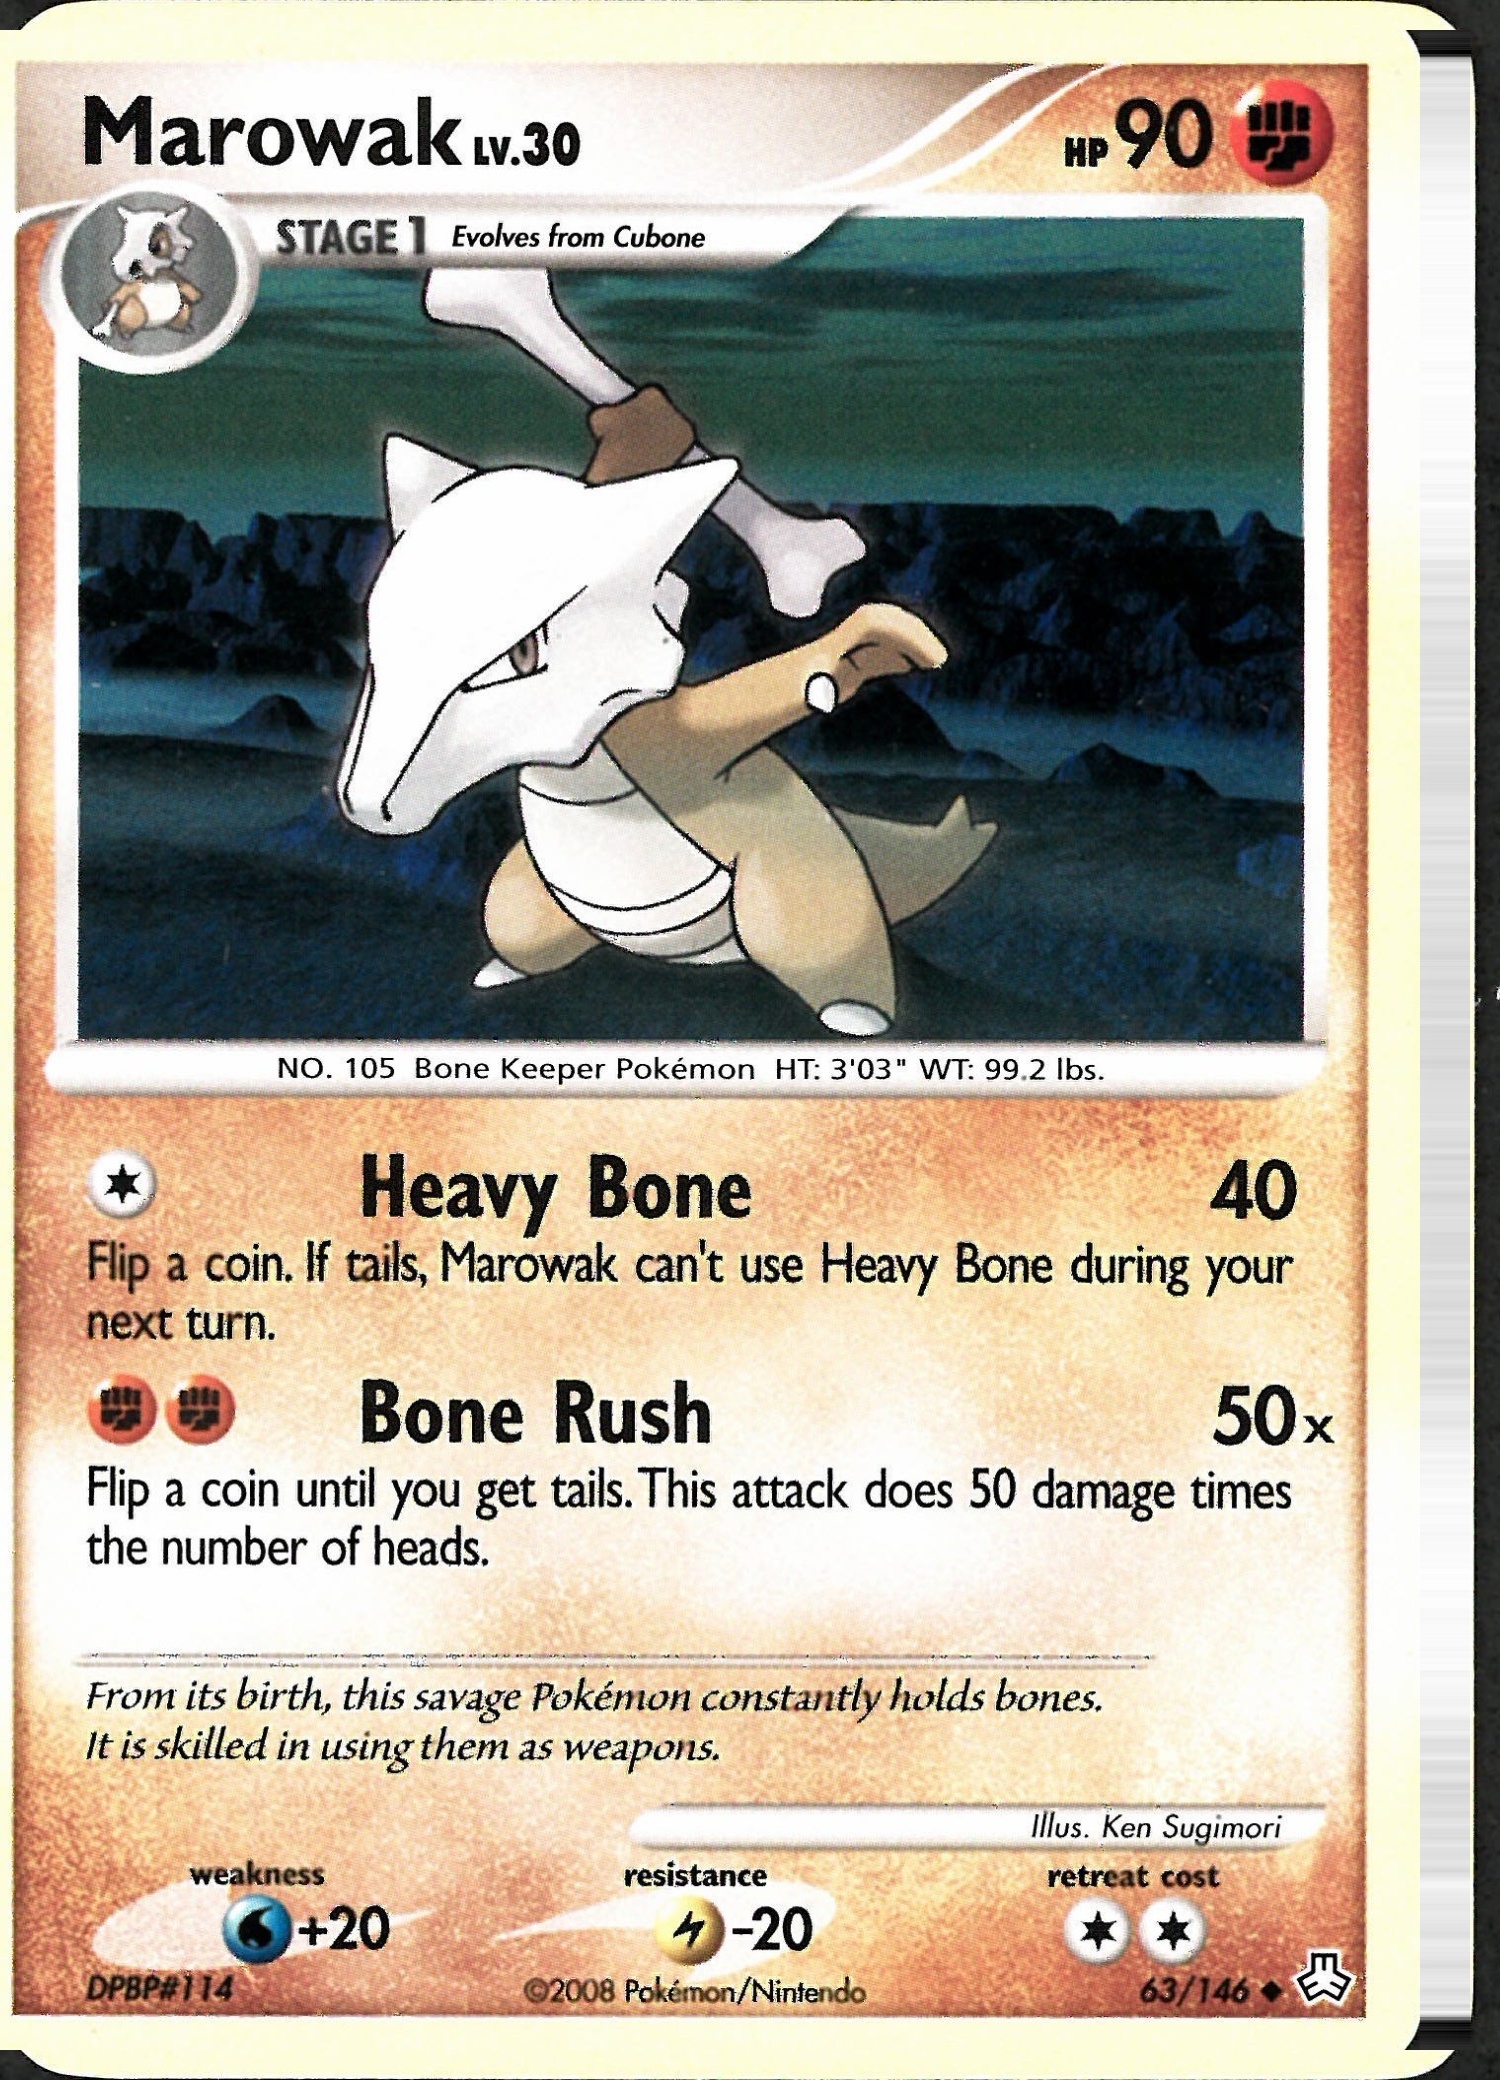 Marowak LV.30 HP 90
STAGE 1 Evolves from Cubone
NO. 105 Bone Keeper Pokémon HT: 3'03" WT: 99.2 lbs.
Heavy Bone 40
Flip a coin. If tails, Marowak can't use Heavy Bone during your
next turn.
Bone Rush 50x
Flip a coin until you get tails. This attack does 50 damage times
the number of heads.
From its birth, this savage Pokémon constantly holds bones.
It is skilled in using them as weapons.
Illus. Ken Sugimori
weakness resistance retreat cost
+20 -20
DPBP#114 ©2008 Pokémon/Nintendo 63/146